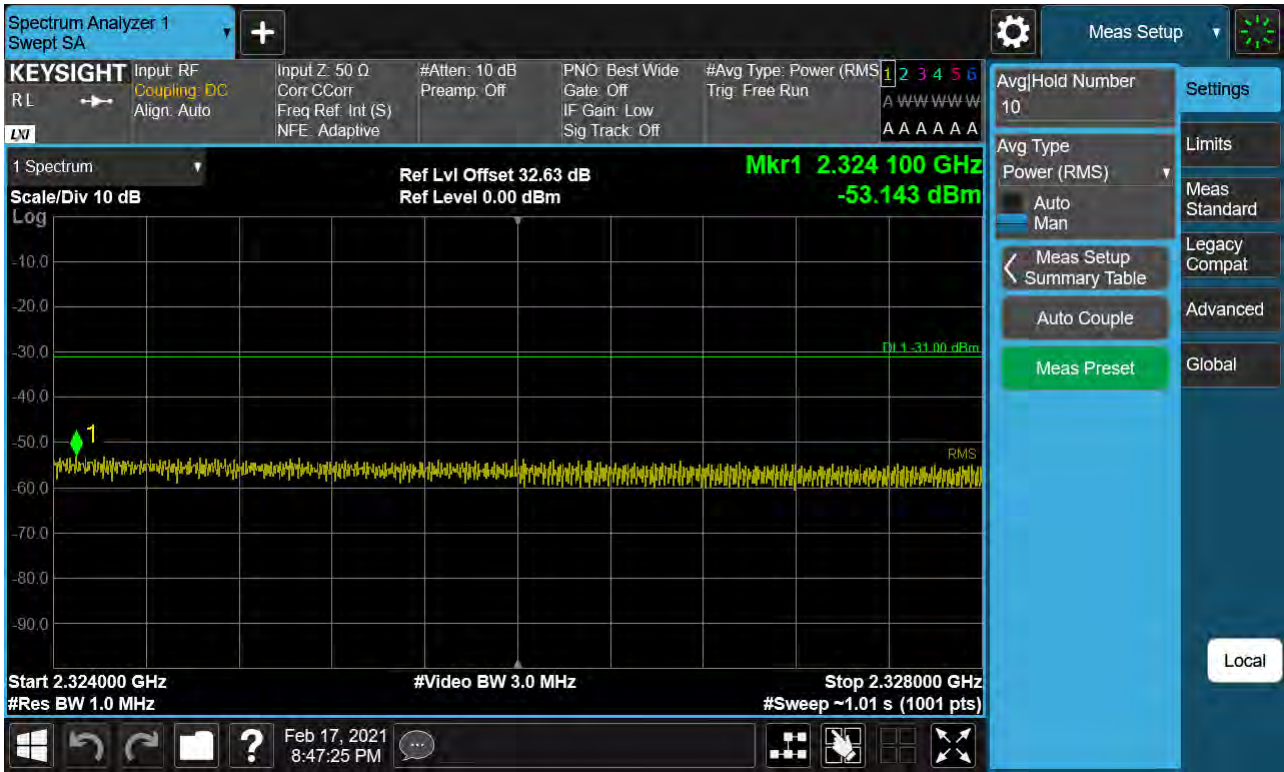 Spectrum Analyzer 1
Swept SA
Meas Setup
KEYSIGHT
R L
LXI
Input: RF
Coupling: DC
Align: Auto
Input Z: 50 Ω
Corr CCorr
Freq Ref: Int (S)
NFE: Adaptive
#Atten: 10 dB
Preamp: Off
PNO: Best Wide
Gate: Off
IF Gain: Low
Sig Track: Off
#Avg Type: Power (RMS
Trig: Free Run
1 2 3 4 5 6
A W W W W W
A A A A A A
1 Spectrum
Scale/Div 10 dB
Log
Ref Lvl Offset 32.63 dB
Ref Level 0.00 dBm
Mkr1 2.324 100 GHz
-53.143 dBm
-10.0
-20.0
-30.0
DL1 -31.00 dBm
-40.0
-50.0
1
RMS
-60.0
-70.0
-80.0
-90.0
Start 2.324000 GHz
#Res BW 1.0 MHz
#Video BW 3.0 MHz
Stop 2.328000 GHz
#Sweep ~1.01 s (1001 pts)
Feb 17, 2021
8:47:25 PM
?
Avg|Hold Number
10
Avg Type
Power (RMS)
Auto
Man
Meas Setup
Summary Table
Auto Couple
Meas Preset
Settings
Limits
Meas
Standard
Legacy
Compat
Advanced
Global
Local